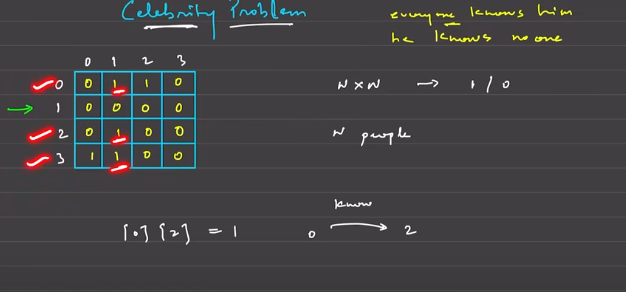 Celebrity Problem
everyone knows him
he knows no one
0 1 2 3
0 0 1 1 0
1 0 0 0 0
2 0 1 0 0
3 1 1 0 0
N x N → 1 / 0
N people
[0][2] = 1
know
0 → 2